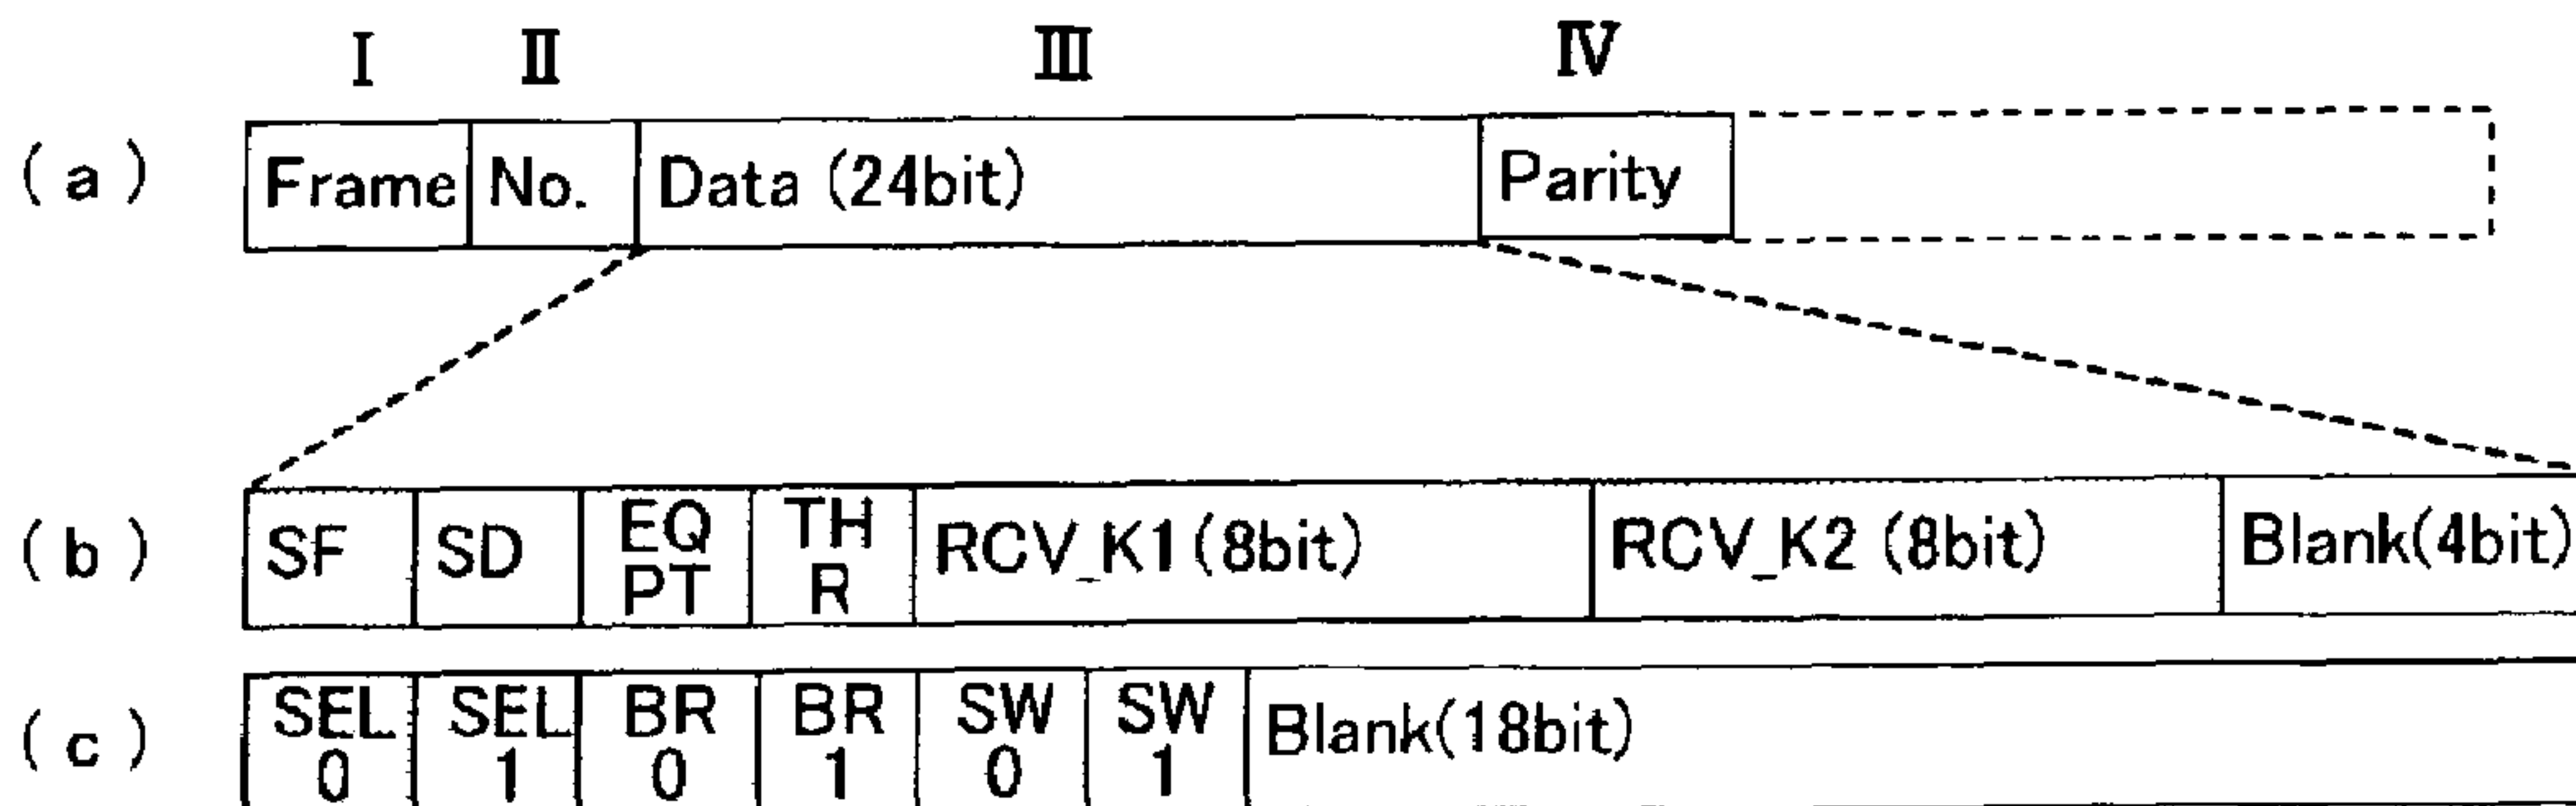 I II III IV
( a ) Frame No. Data (24bit) Parity
( b ) SF SD EQ PT TH R RCV_K1(8bit) RCV_K2 (8bit) Blank(4bit)
( c ) SEL 0 SEL 1 BR 0 BR 1 SW 0 SW 1 Blank(18bit)